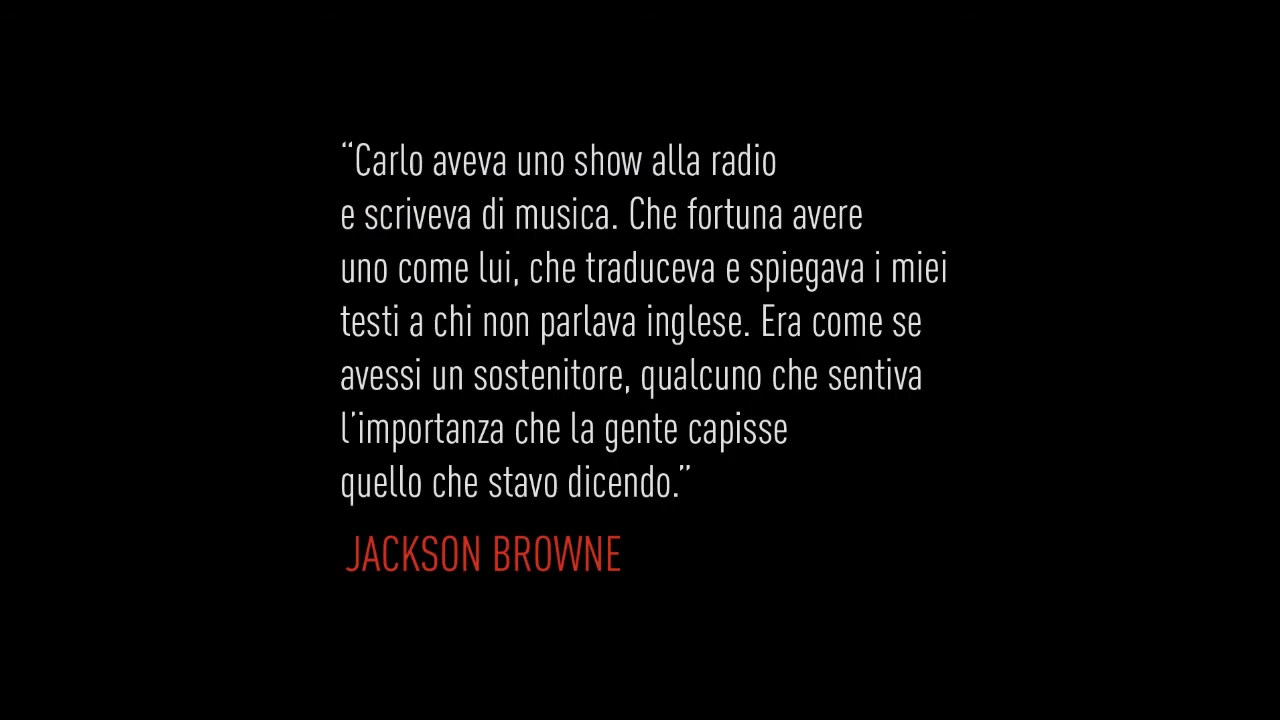 “Carlo aveva uno show alla radio
e scriveva di musica. Che fortuna avere
uno come lui, che traduceva e spiegava i miei
testi a chi non parlava inglese. Era come se
avessi un sostenitore, qualcuno che sentiva
l’importanza che la gente capisse
quello che stavo dicendo.”
JACKSON BROWNE